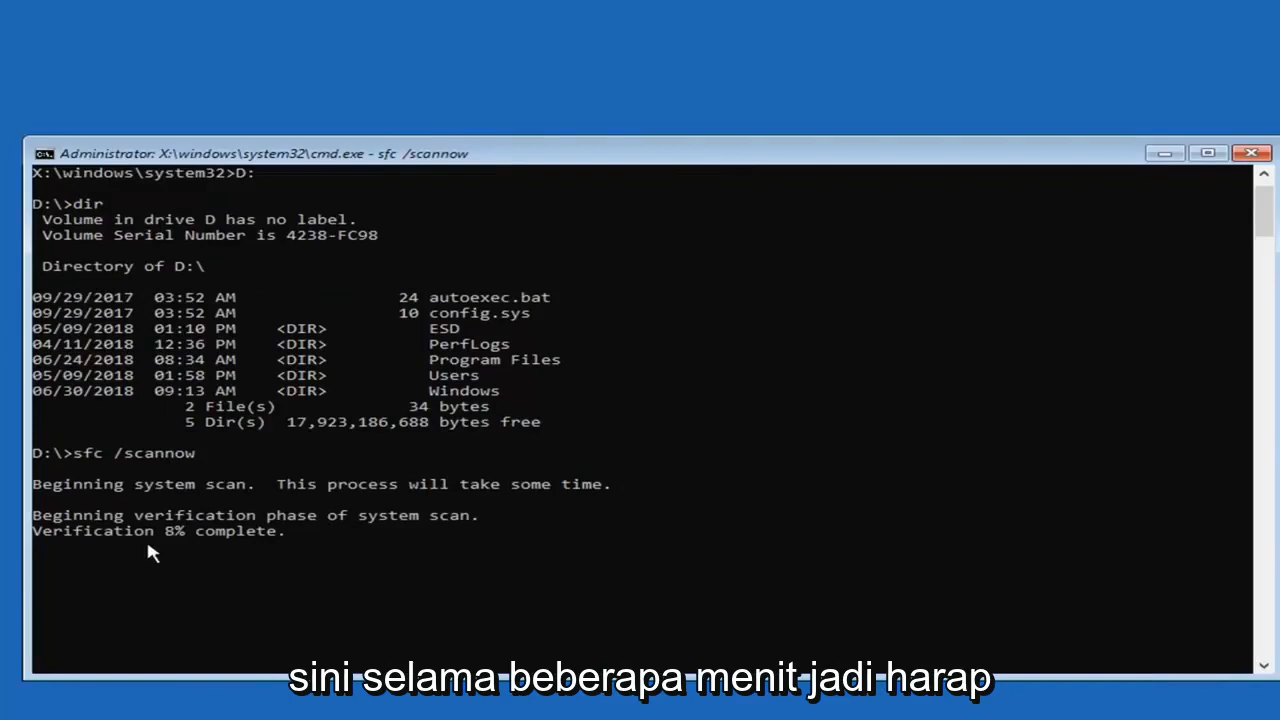 Administrator: X:\windows\system32\cmd.exe - sfc /scannow
X:\windows\system32>D:
D:\>dir
Volume in drive D has no label.
Volume Serial Number is 4238-FC98
Directory of D:\
09/29/2017 03:52 AM 24 autoexec.bat
09/29/2017 03:52 AM 10 config.sys
05/09/2018 01:10 PM <DIR> ESD
04/11/2018 12:36 PM <DIR> PerfLogs
06/24/2018 08:34 AM <DIR> Program Files
05/09/2018 01:58 PM <DIR> Users
06/30/2018 09:13 AM <DIR> Windows
2 File(s) 34 bytes
5 Dir(s) 17,923,186,688 bytes free
D:\>sfc /scannow
Beginning system scan. This process will take some time.
Beginning verification phase of system scan.
Verification 8% complete.
sini selama beberapa menit jadi harap